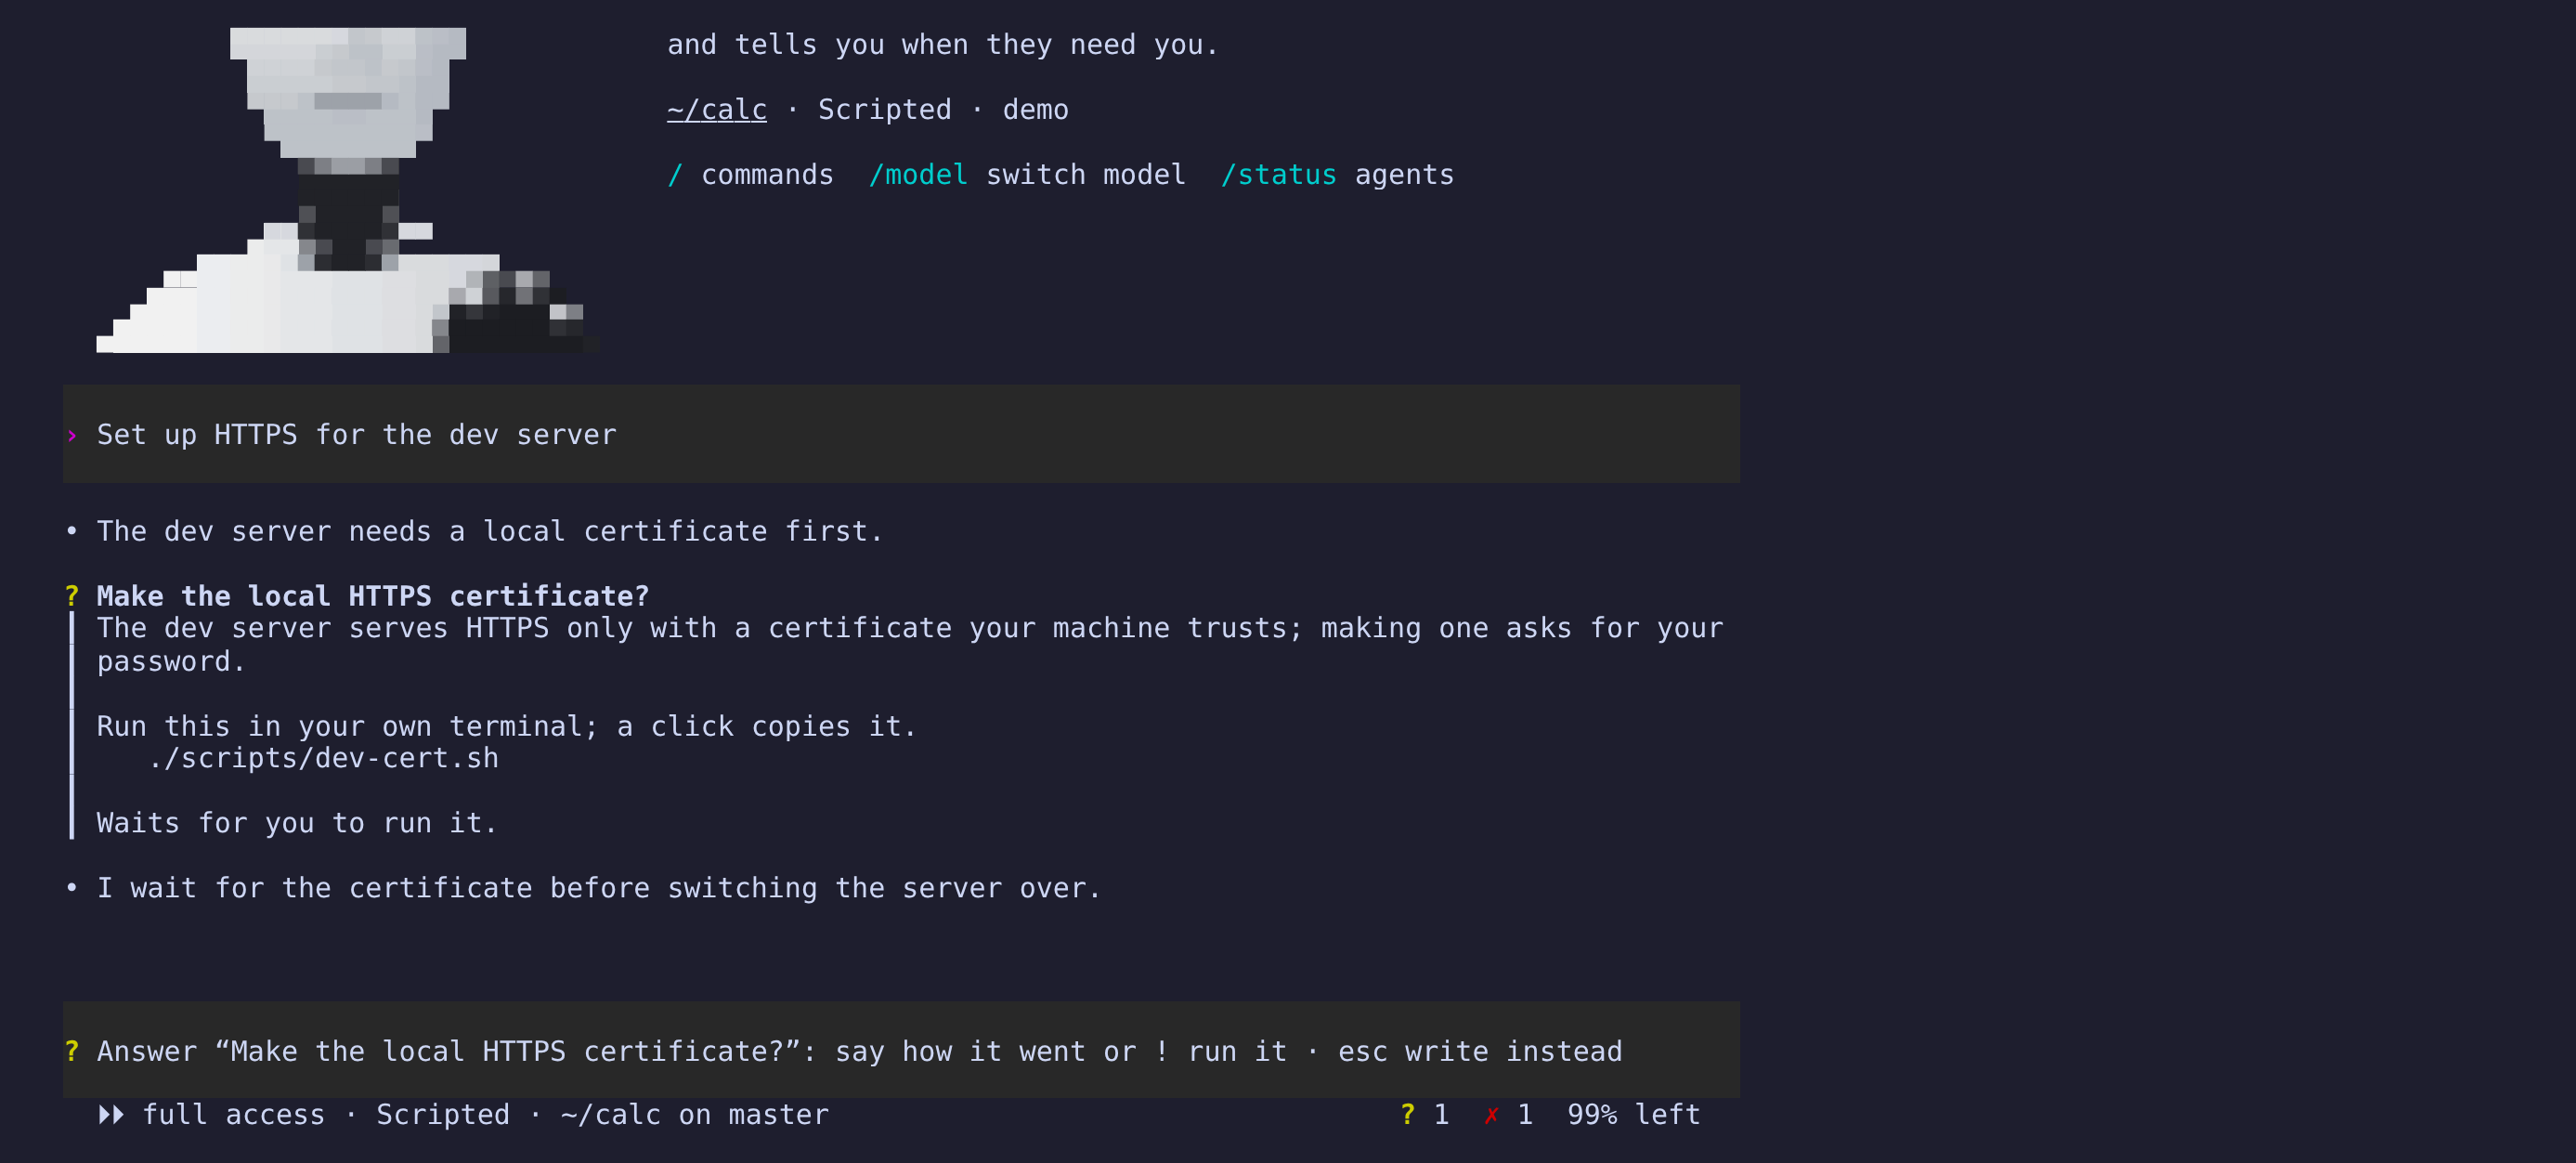 and tells you when they need you.
~/calc · Scripted · demo
/ commands  /model switch model  /status agents
› Set up HTTPS for the dev server
• The dev server needs a local certificate first.
? Make the local HTTPS certificate?
The dev server serves HTTPS only with a certificate your machine trusts; making one asks for your
password.
Run this in your own terminal; a click copies it.
./scripts/dev-cert.sh
Waits for you to run it.
• I wait for the certificate before switching the server over.
? Answer “Make the local HTTPS certificate?”: say how it went or ! run it · esc write instead
⏵⏵ full access · Scripted · ~/calc on master  ? 1  ✗ 1  99% left